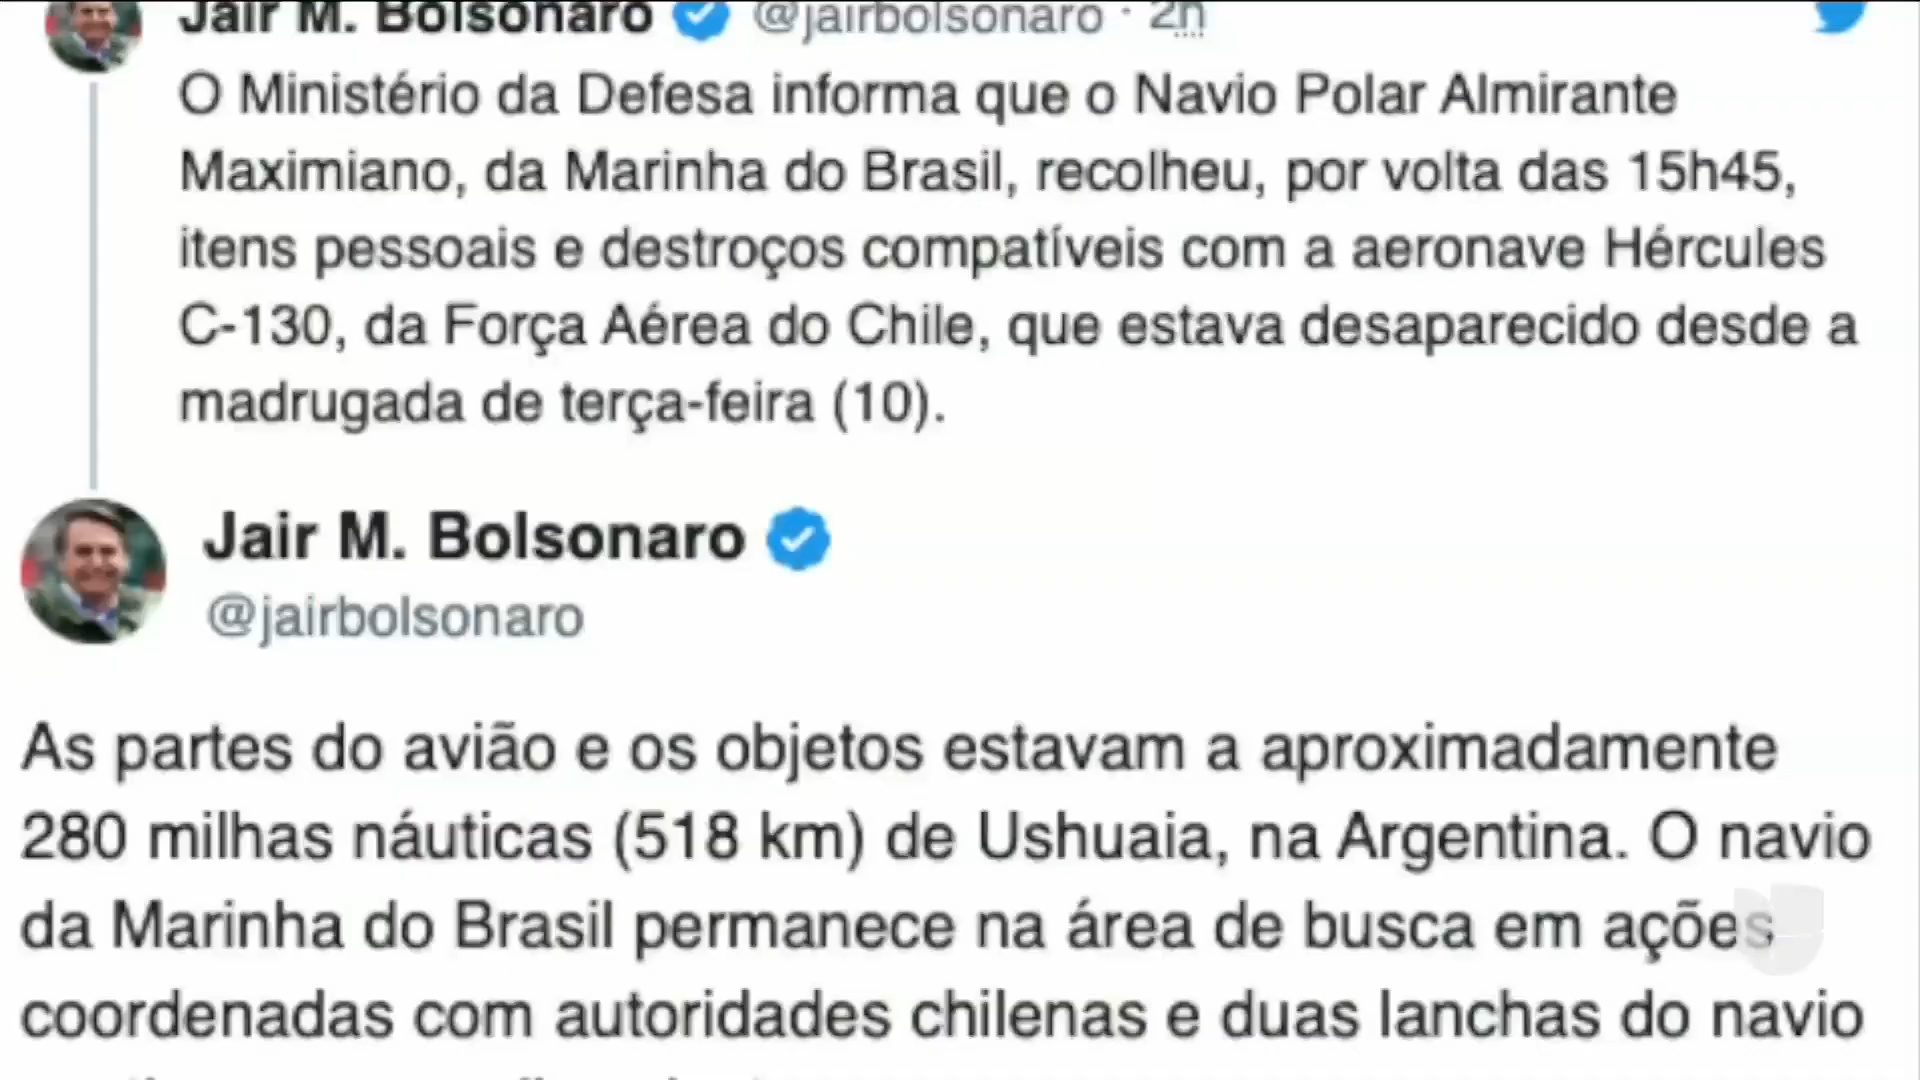 Jair M. Bolsonaro @jairbolsonaro · 2h
O Ministério da Defesa informa que o Navio Polar Almirante
Maximiano, da Marinha do Brasil, recolheu, por volta das 15h45,
itens pessoais e destroços compatíveis com a aeronave Hércules
C-130, da Força Aérea do Chile, que estava desaparecido desde a
madrugada de terça-feira (10).
Jair M. Bolsonaro
@jairbolsonaro
As partes do avião e os objetos estavam a aproximadamente
280 milhas náuticas (518 km) de Ushuaia, na Argentina. O navio
da Marinha do Brasil permanece na área de busca em ações
coordenadas com autoridades chilenas e duas lanchas do navio